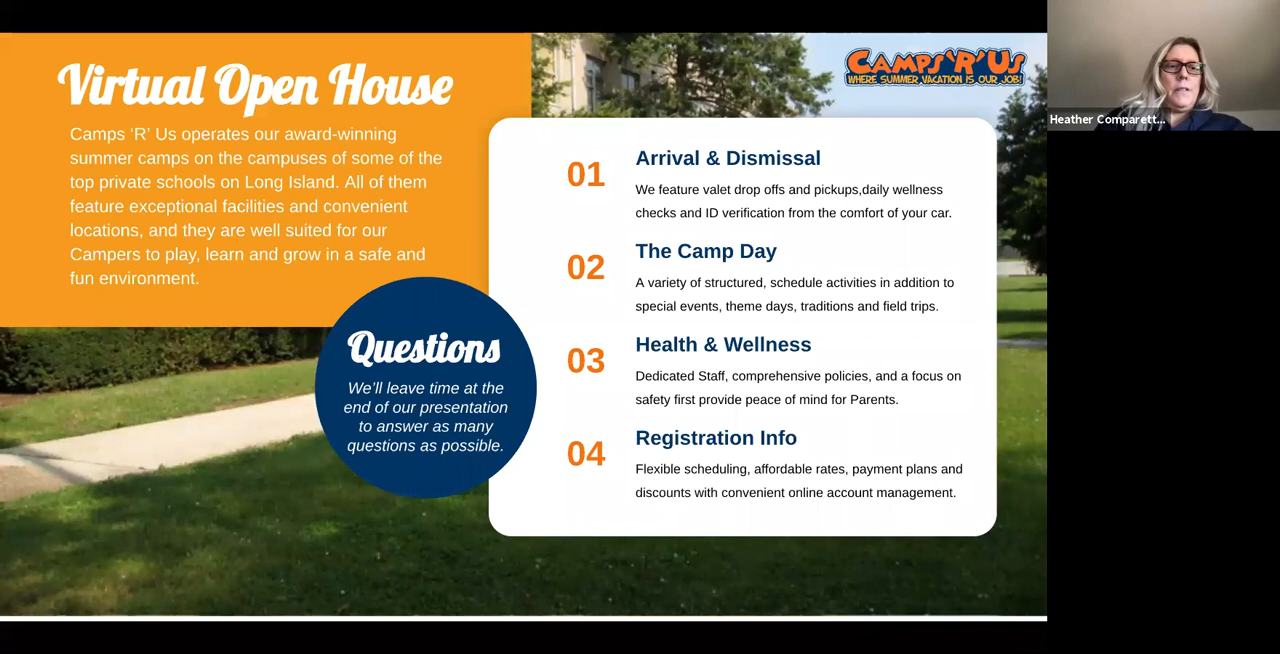 Virtual Open House
Camps 'R' Us operates our award-winning
summer camps on the campuses of some of the
top private schools on Long Island. All of them
feature exceptional facilities and convenient
locations, and they are well suited for our
Campers to play, learn and grow in a safe and
fun environment.
Questions
We'll leave time at the
end of our presentation
to answer as many
questions as possible.
CAMPS'R'US
WHERE SUMMER VACATION IS OUR JOB!
01
Arrival & Dismissal
We feature valet drop offs and pickups,daily wellness
checks and ID verification from the comfort of your car.
02
The Camp Day
A variety of structured, schedule activities in addition to
special events, theme days, traditions and field trips.
03
Health & Wellness
Dedicated Staff, comprehensive policies, and a focus on
safety first provide peace of mind for Parents.
04
Registration Info
Flexible scheduling, affordable rates, payment plans and
discounts with convenient online account management.
Heather Comparett...